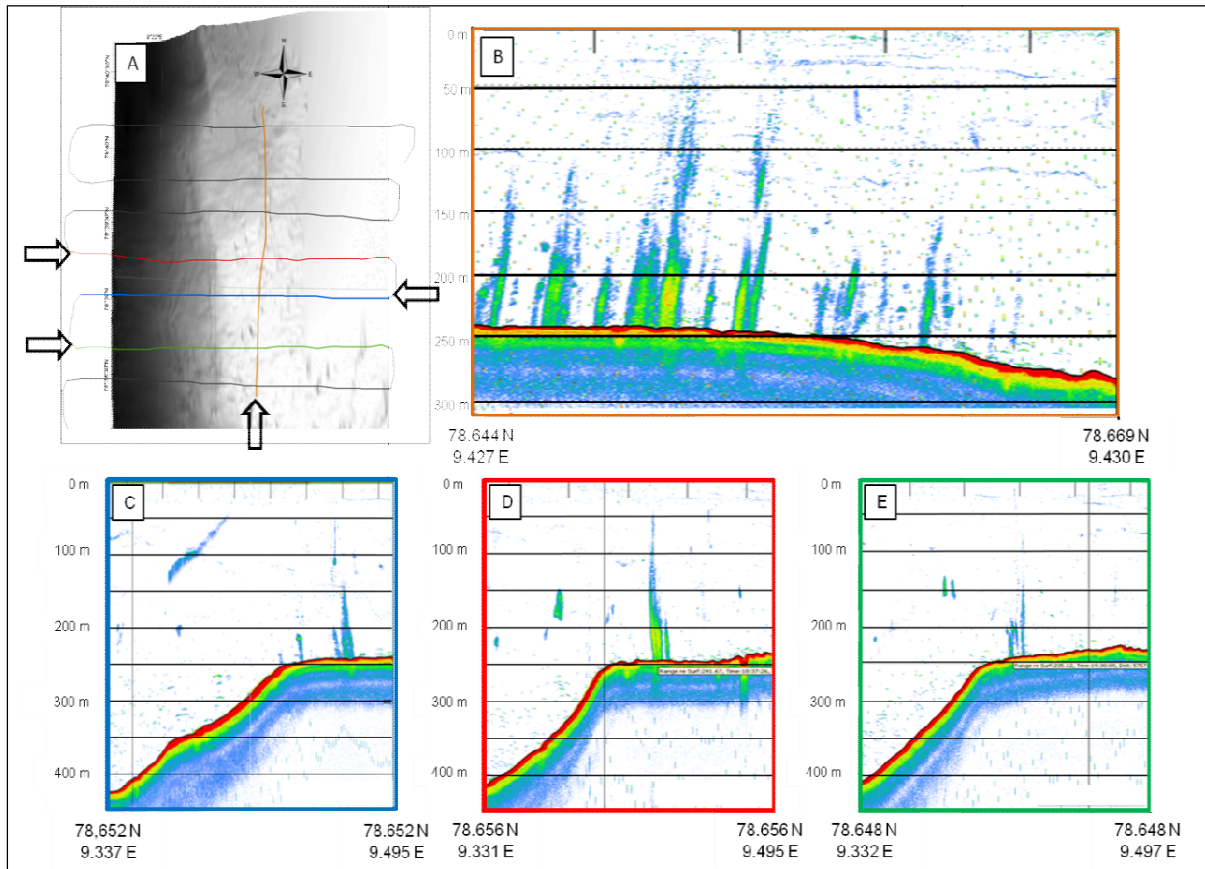 A
N
W
E
S
B
0 m
50 m
100 m
150 m
200 m
250 m
300 m
78.644 N
9.427 E
78.669 N
9.430 E
C
0 m
100 m
200 m
300 m
400 m
78,652 N
9.337 E
78.652 N
9.495 E
D
0 m
100 m
200 m
300 m
400 m
78.656 N
9.331 E
78.656 N
9.495 E
E
0 m
100 m
200 m
300 m
400 m
78.648 N
9.332 E
78.648 N
9.497 E